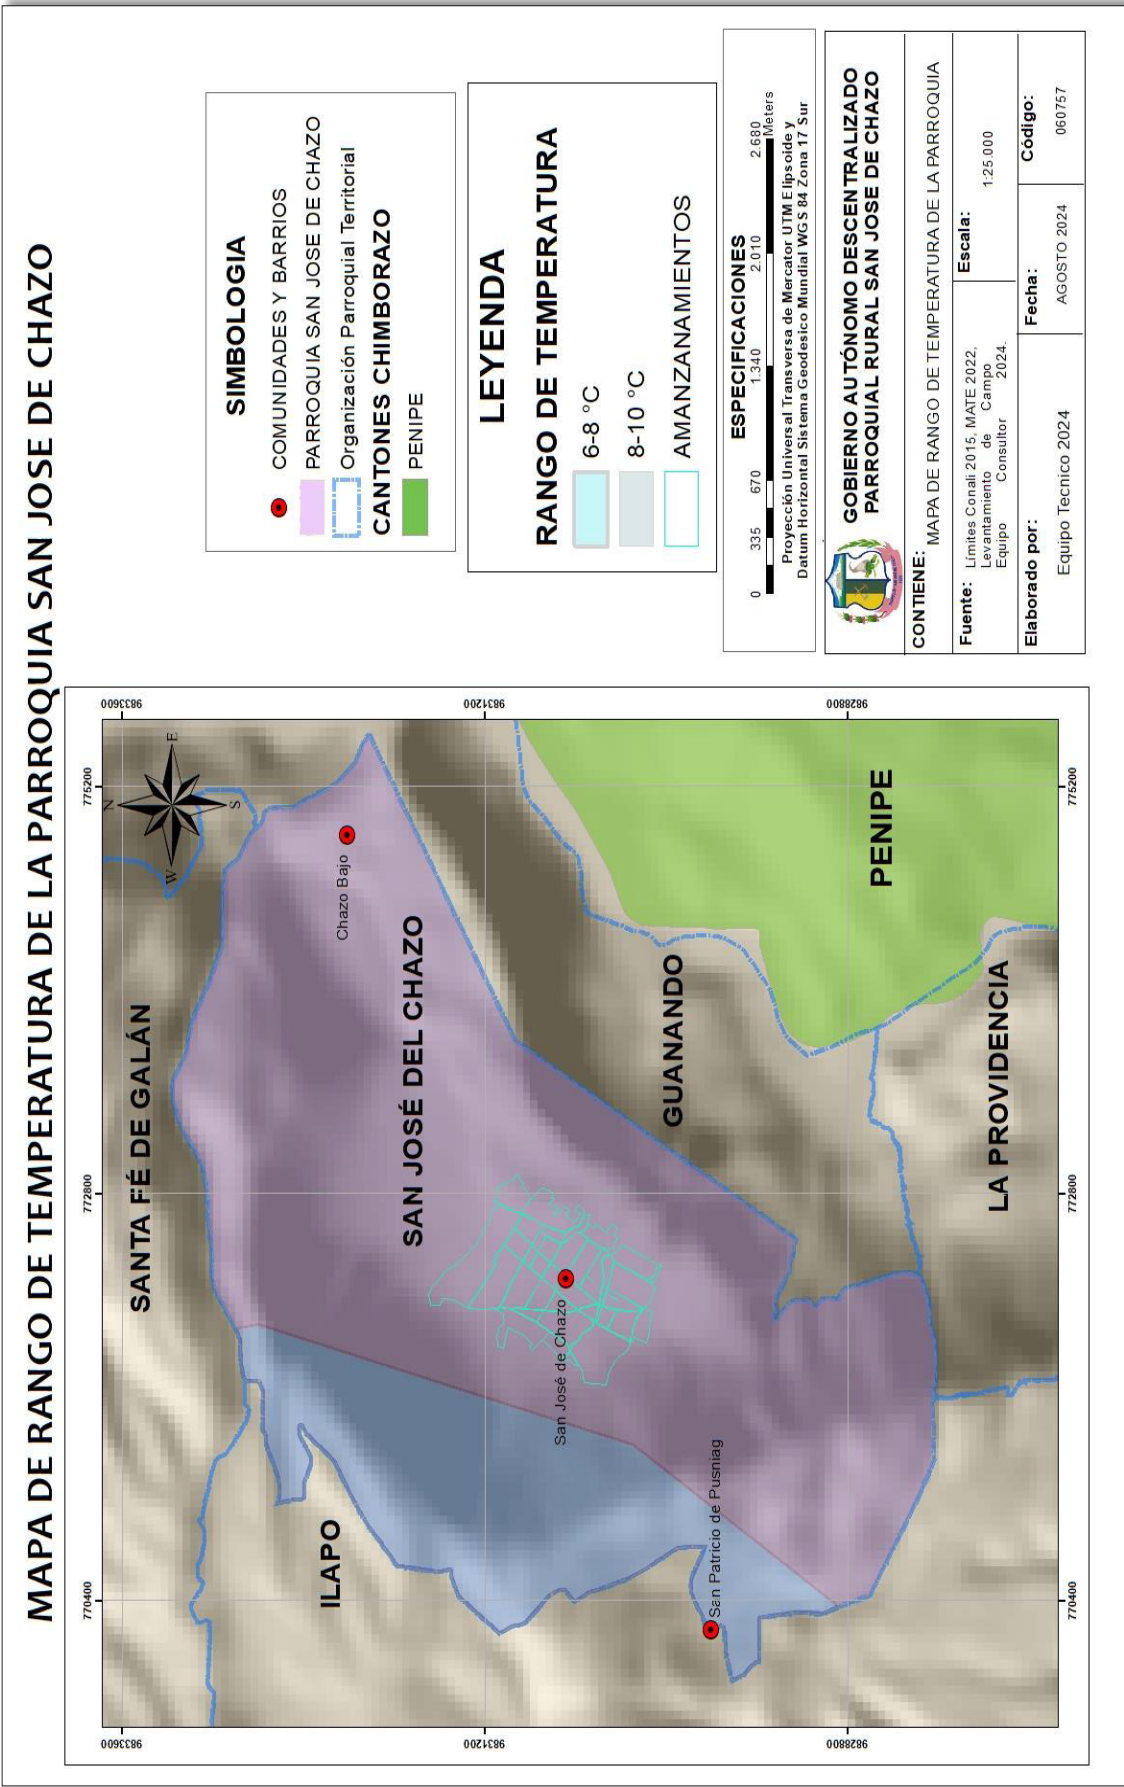 MAPA DE RANGO DE TEMPERATURA DE LA PARROQUIA SAN JOSE DE CHAZO
9833600
9831200
9828800
770400
772800
775200
N
E
S
W
SANTA FÉ DE GALÁN
ILAPO
SAN JOSÉ DEL CHAZO
Chazo Bajo
San José de Chazo
San Patricio de Pusniag
GUANANDO
PENIPE
LA PROVIDENCIA
770400
772800
775200
9833600
9831200
9828800
SIMBOLOGIA
COMUNIDADES Y BARRIOS
PARROQUIA SAN JOSE DE CHAZO
Organización Parroquial Territorial
CANTONES CHIMBORAZO
PENIPE
LEYENDA
RANGO DE TEMPERATURA
6-8 °C
8-10 °C
AMANZANAMIENTOS
ESPECIFICACIONES
0 335 670 1.340 2.010 2.680
Meters
Proyección Universal Transversa de Mercator UTM Elipsoide y
Datum Horizontal Sistema Geodesico Mundial WGS 84 Zona 17 Sur
GOBIERNO AUTÓNOMO DESCENTRALIZADO
PARROQUIAL RURAL SAN JOSE DE CHAZO
CONTIENE:
MAPA DE RANGO DE TEMPERATURA DE LA PARROQUIA
Fuente: Límites Conali 2015, MATE 2022,
Levantamiento de Campo
Equipo Consultor 2024.
Escala:
1:25.000
Elaborado por:
Equipo Tecnico 2024
Fecha:
AGOSTO 2024
Código:
060757